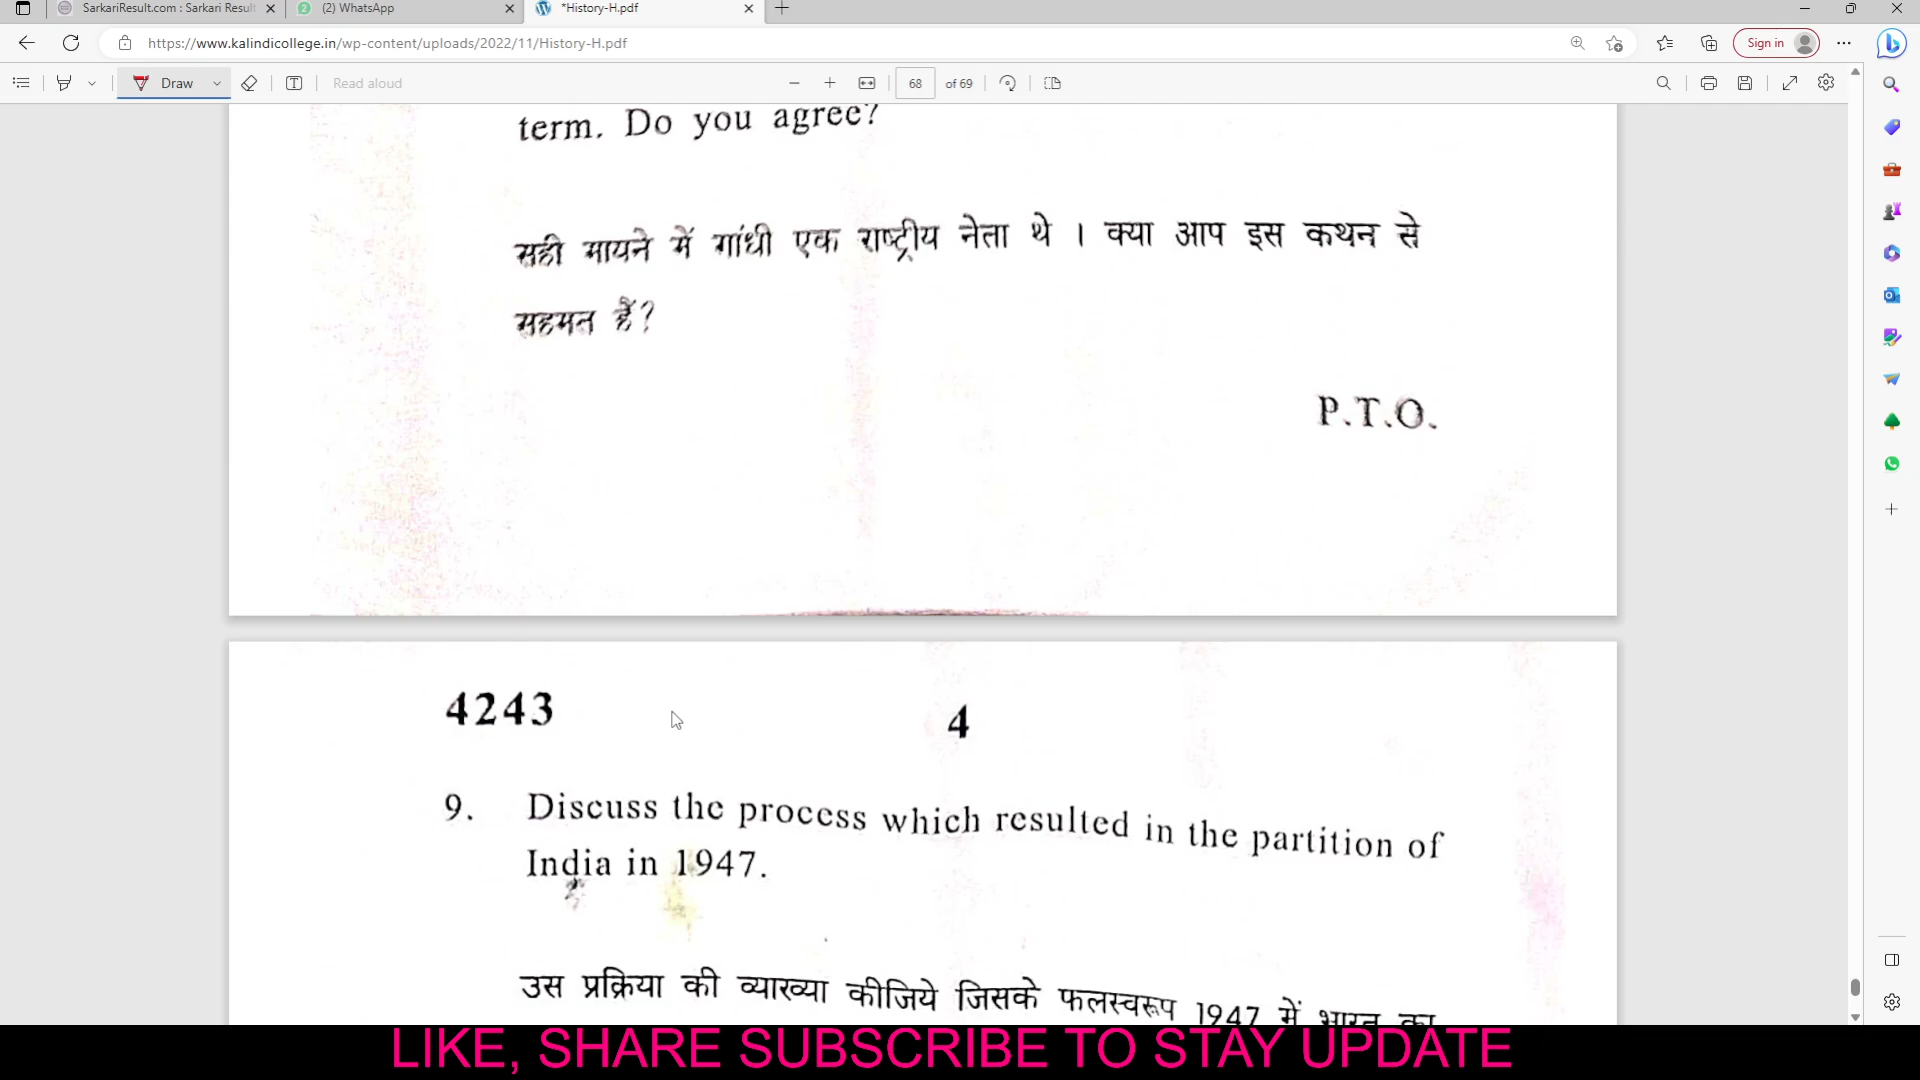 SarkariResult.com : Sarkari Result
(2) WhatsApp
*History-H.pdf
https://www.kalindicollege.in/wp-content/uploads/2022/11/History-H.pdf
Sign in
Draw
Read aloud
68 of 69
term. Do you agree?
सही मायने में गांधी एक राष्ट्रीय नेता थे । क्या आप इस कथन से
सहमत हैं?
P.T.O.
4243
4
9. Discuss the process which resulted in the partition of
India in 1947.
उस प्रक्रिया की व्याख्या कीजिये जिसके फलस्वरूप 1947 में भारत का
LIKE, SHARE SUBSCRIBE TO STAY UPDATE